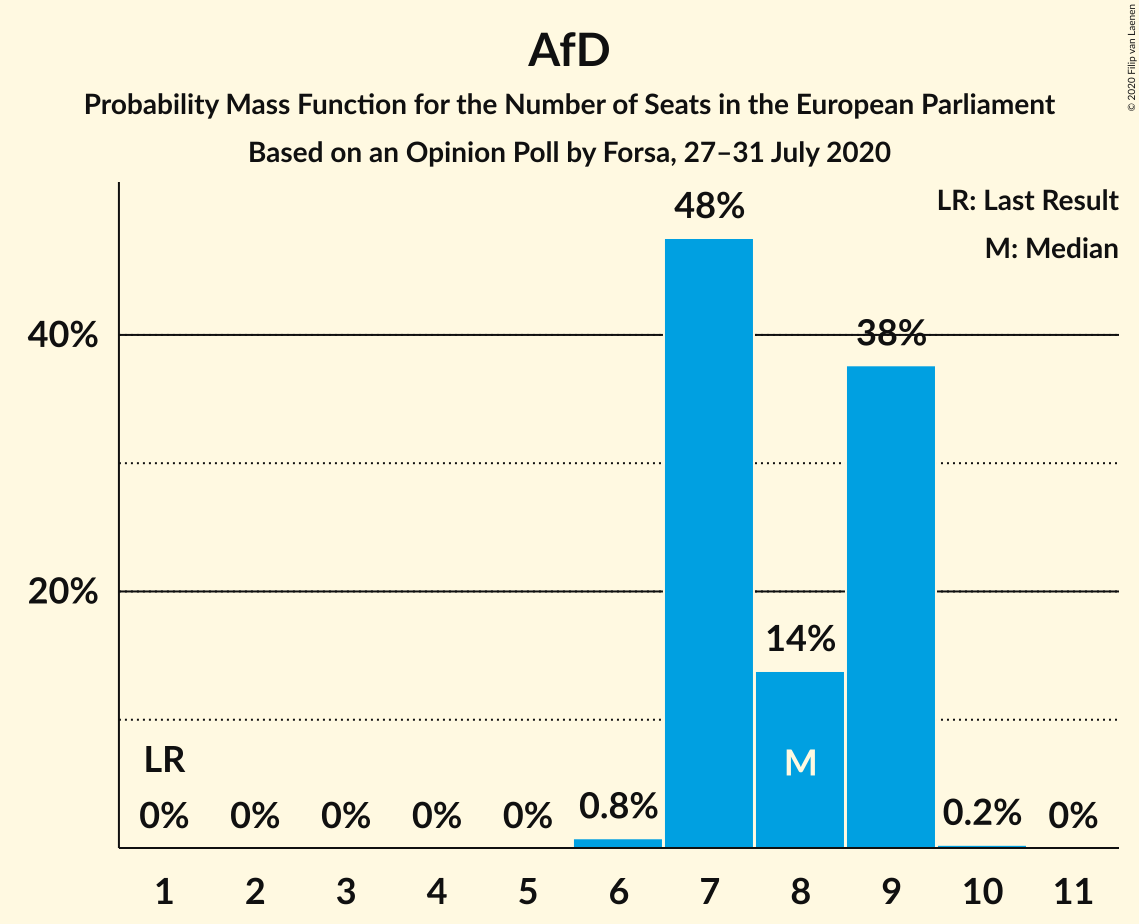 AfD
Probability Mass Function for the Number of Seats in the European Parliament
Based on an Opinion Poll by Forsa, 27–31 July 2020
© 2020 Filip van Laenen
LR: Last Result
M: Median
48%
40%
38%
20%
14%
LR
M
0% 0% 0% 0% 0% 0.8% 0.2% 0%
1 2 3 4 5 6 7 8 9 10 11